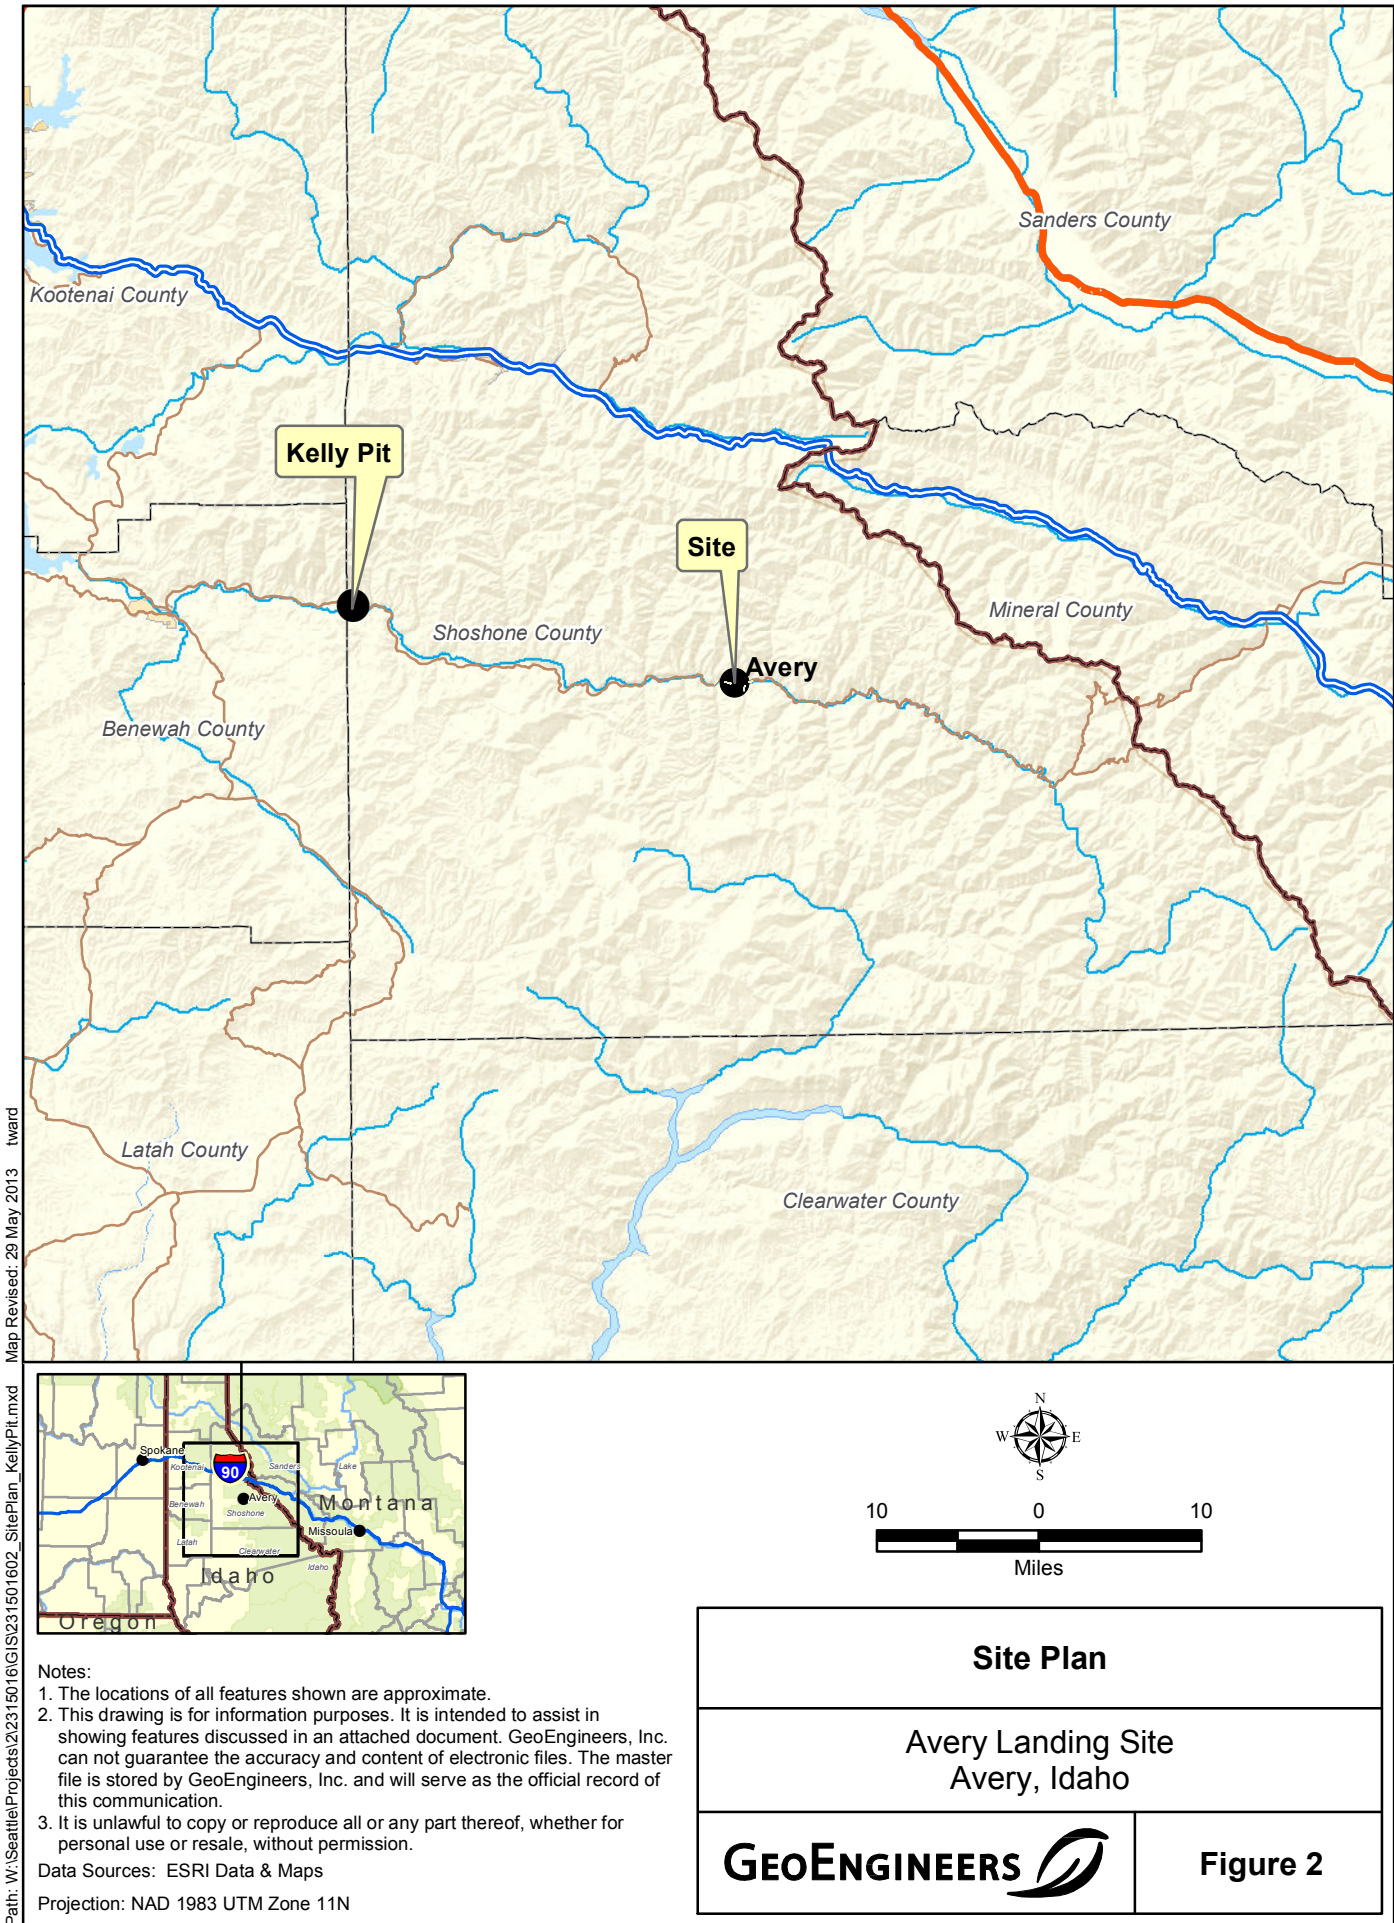 Sanders County
Kootenai County
Kelly Pit
Site
Mineral County
Shoshone County
Avery
Benewah County
Latah County
Clearwater County
Map Revised: 29 May 2013 tward
Path: W:\Seattle\Projects\2\2315016\GIS\231501602_SitePlan_KellyPit.mxd
Spokane
Kootenai
90
Sanders
Lake
Benewah
Avery
Shoshone
Montana
Missoula
Latah
Clearwater
Idaho
Idaho
Oregon
N
W E
S
10 0 10
Miles
Notes:
1. The locations of all features shown are approximate.
2. This drawing is for information purposes. It is intended to assist in
showing features discussed in an attached document. GeoEngineers, Inc.
can not guarantee the accuracy and content of electronic files. The master
file is stored by GeoEngineers, Inc. and will serve as the official record of
this communication.
3. It is unlawful to copy or reproduce all or any part thereof, whether for
personal use or resale, without permission.
Data Sources: ESRI Data & Maps
Projection: NAD 1983 UTM Zone 11N
Site Plan
Avery Landing Site
Avery, Idaho
GEOENGINEERS
Figure 2